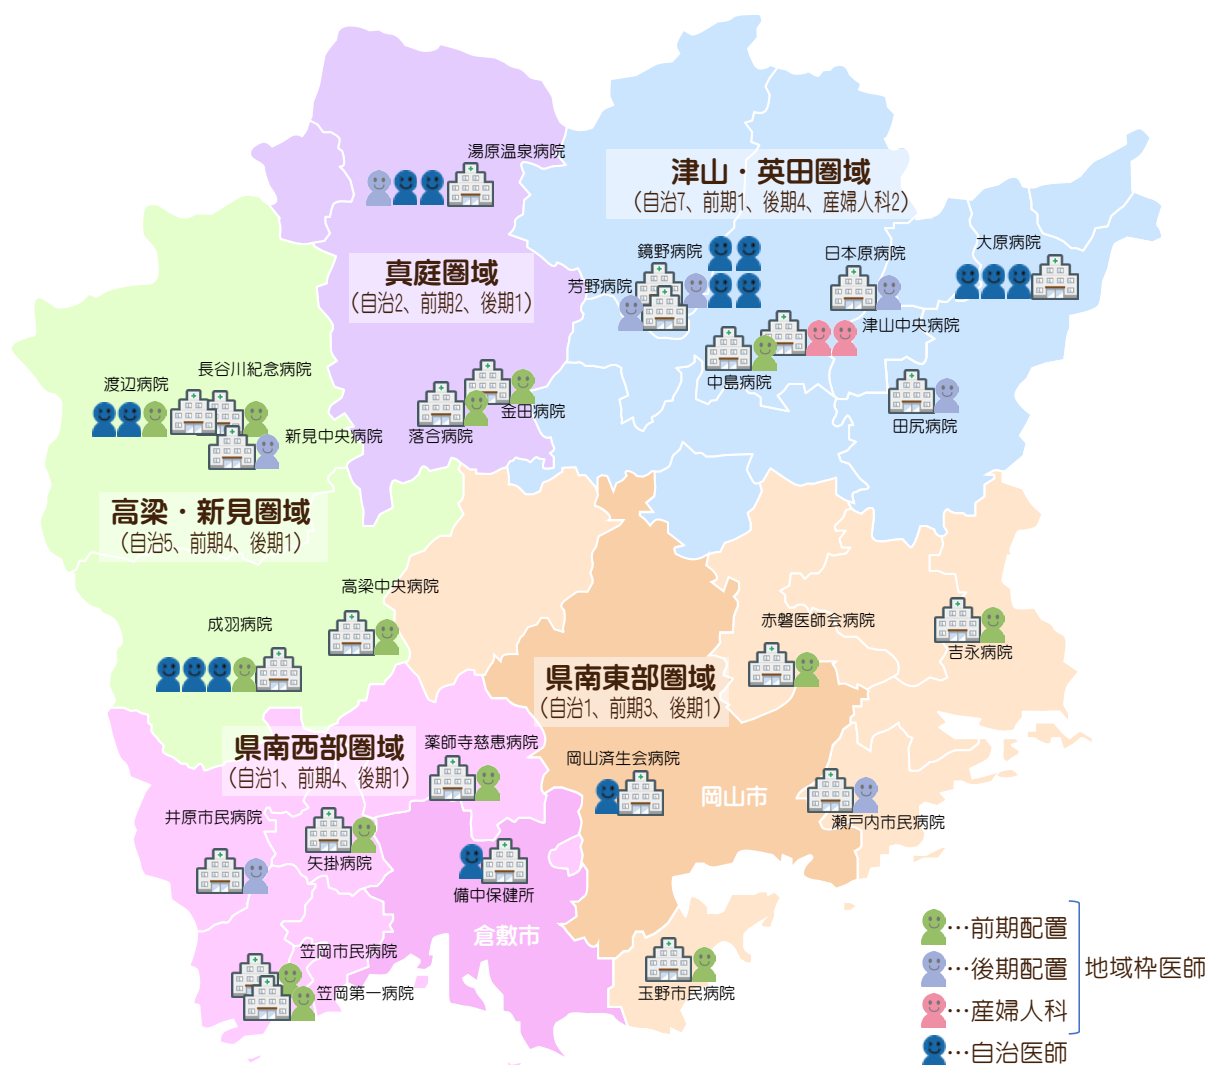 湯原温泉病院
津山・英田圏域
（自治7、前期1、後期4、産婦人科2）
鏡野病院
日本原病院
大原病院
真庭圏域
（自治2、前期2、後期1）
芳野病院
津山中央病院
中島病院
長谷川紀念病院
渡辺病院
金田病院
落合病院
新見中央病院
田尻病院
高梁・新見圏域
（自治5、前期4、後期1）
高梁中央病院
成羽病院
赤磐医師会病院
吉永病院
県南東部圏域
（自治1、前期3、後期1）
県南西部圏域
（自治1、前期4、後期1）
薬師寺慈恵病院
岡山済生会病院
岡山市
瀬戸内市民病院
井原市民病院
矢掛病院
備中保健所
倉敷市
笠岡市民病院
笠岡第一病院
玉野市民病院
…前期配置
…後期配置
地域枠医師
…産婦人科
…自治医師